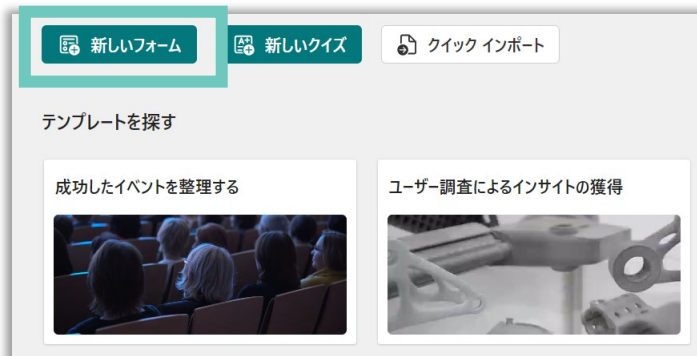 新しいフォーム
新しいクイズ
クイック インポート
テンプレートを探す
成功したイベントを整理する
ユーザー調査によるインサイトの獲得